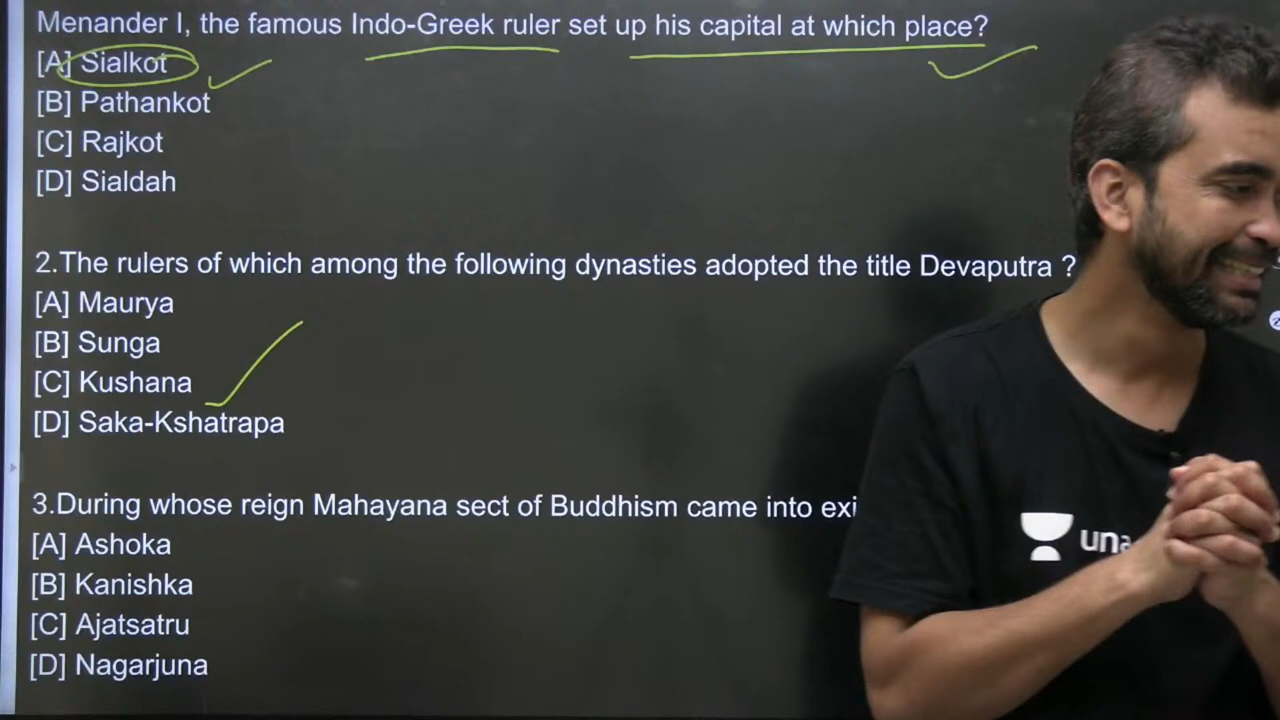 Menander I, the famous Indo-Greek ruler set up his capital at which place?
[A] Sialkot
[B] Pathankot
[C] Rajkot
[D] Sialdah
2.The rulers of which among the following dynasties adopted the title Devaputra ?
[A] Maurya
[B] Sunga
[C] Kushana
[D] Saka-Kshatrapa
3.During whose reign Mahayana sect of Buddhism came into exi
[A] Ashoka
[B] Kanishka
[C] Ajatsatru
[D] Nagarjuna
una